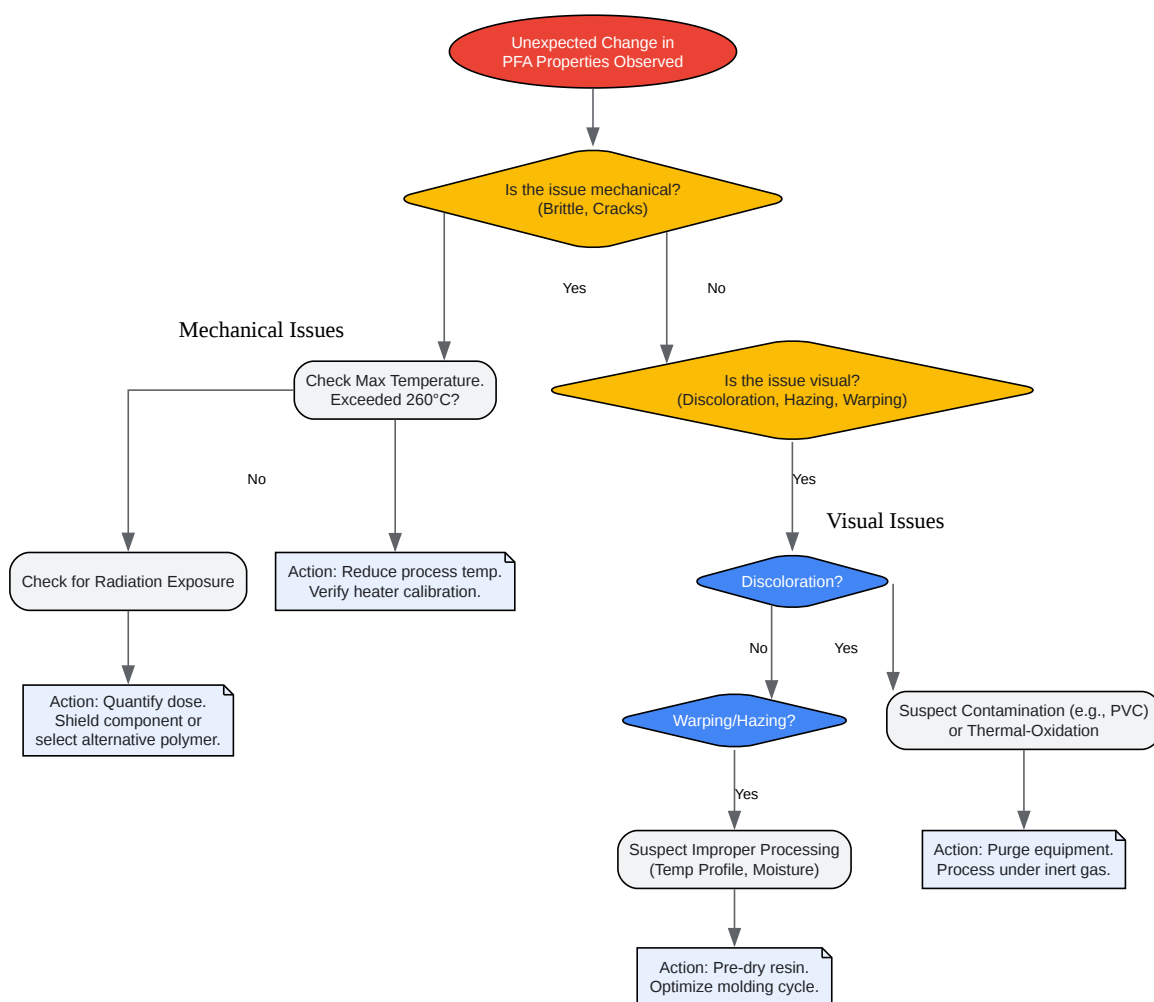 Unexpected Change in
PFA Properties Observed
Is the issue mechanical?
(Brittle, Cracks)
Yes
No
Mechanical Issues
Check Max Temperature.
Exceeded 260°C?
Is the issue visual?
(Discoloration, Hazing, Warping)
No
Yes
Visual Issues
Check for Radiation Exposure
Action: Reduce process temp.
Verify heater calibration.
Discoloration?
No
Yes
Action: Quantify dose.
Shield component or
select alternative polymer.
Warping/Hazing?
Suspect Contamination (e.g., PVC)
or Thermal-Oxidation
Yes
Suspect Improper Processing
(Temp Profile, Moisture)
Action: Purge equipment.
Process under inert gas.
Action: Pre-dry resin.
Optimize molding cycle.